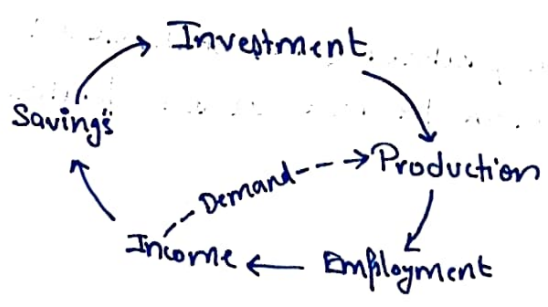 Investment
Savings
Production
Demand
Income
Employment